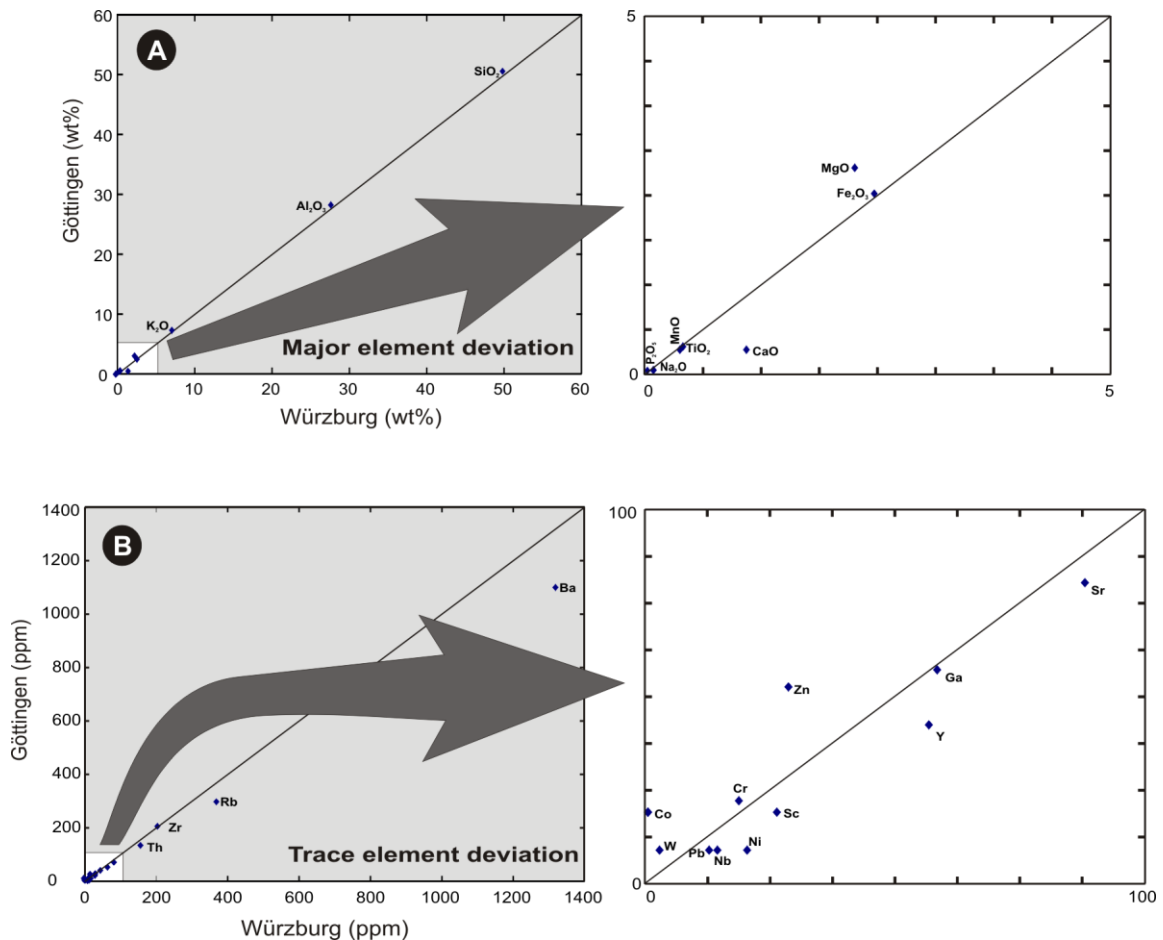 A
60
50
40
30
20
10
0
Göttingen (wt%)
SiO₂
Al₂O₃
K₂O
Major element deviation
0 10 20 30 40 50 60
Würzburg (wt%)
5
MgO
Fe₂O₃
MnO
TiO₂
CaO
P₂O₅
Na₂O
0
0 5
B
1400
1200
1000
800
600
400
200
0
Göttingen (ppm)
Ba
Rb
Zr
Th
Trace element deviation
0 200 400 600 800 1000 1200 1400
Würzburg (ppm)
100
Sr
Ga
Zn
Y
Cr
Co
Sc
W
Pb
Nb
Ni
0
0 100